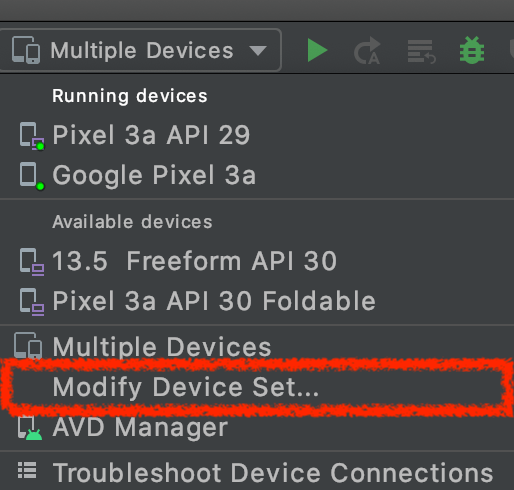 Multiple Devices
Running devices
Pixel 3a API 29
Google Pixel 3a
Available devices
13.5  Freeform API 30
Pixel 3a API 30 Foldable
Multiple Devices
Modify Device Set...
AVD Manager
Troubleshoot Device Connections